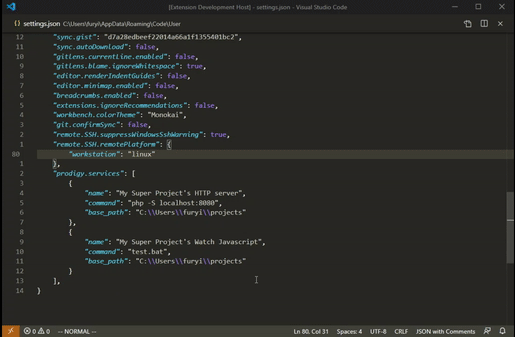 [Extension Development Host] - settings.json - Visual Studio Code
{} settings.json C:\Users\furyi\AppData\Roaming\Code\User
12 "sync.gist": "d7a28edbeef22014a66a1f1355401bc2",
11 "sync.autoDownload": false,
10 "gitlens.currentLine.enabled": false,
9 "gitlens.blame.ignoreWhitespace": true,
8 "editor.renderIndentGuides": false,
7 "editor.minimap.enabled": false,
6 "breadcrumbs.enabled": false,
5 "extensions.ignoreRecommendations": false,
4 "workbench.colorTheme": "Monokai",
3 "git.confirmSync": false,
2 "remote.SSH.suppressWindowsSshWarning": true,
1 "remote.SSH.remotePlatform": {
80 "workstation": "linux"
1 },
2 "prodigy.services": [
3 {
4 "name": "My Super Project's HTTP server",
5 "command": "php -S localhost:8080",
6 "base_path": "C:\\Users\\furyi\\projects"
7 },
8 {
9 "name": "My Super Project's Watch Javascript",
10 "command": "test.bat",
11 "base_path": "C:\\Users\\furyi\\projects"
12 }
13 ],
14 }
0 0 -- NORMAL -- Ln 80, Col 31 Spaces: 4 UTF-8 CRLF JSON with Comments